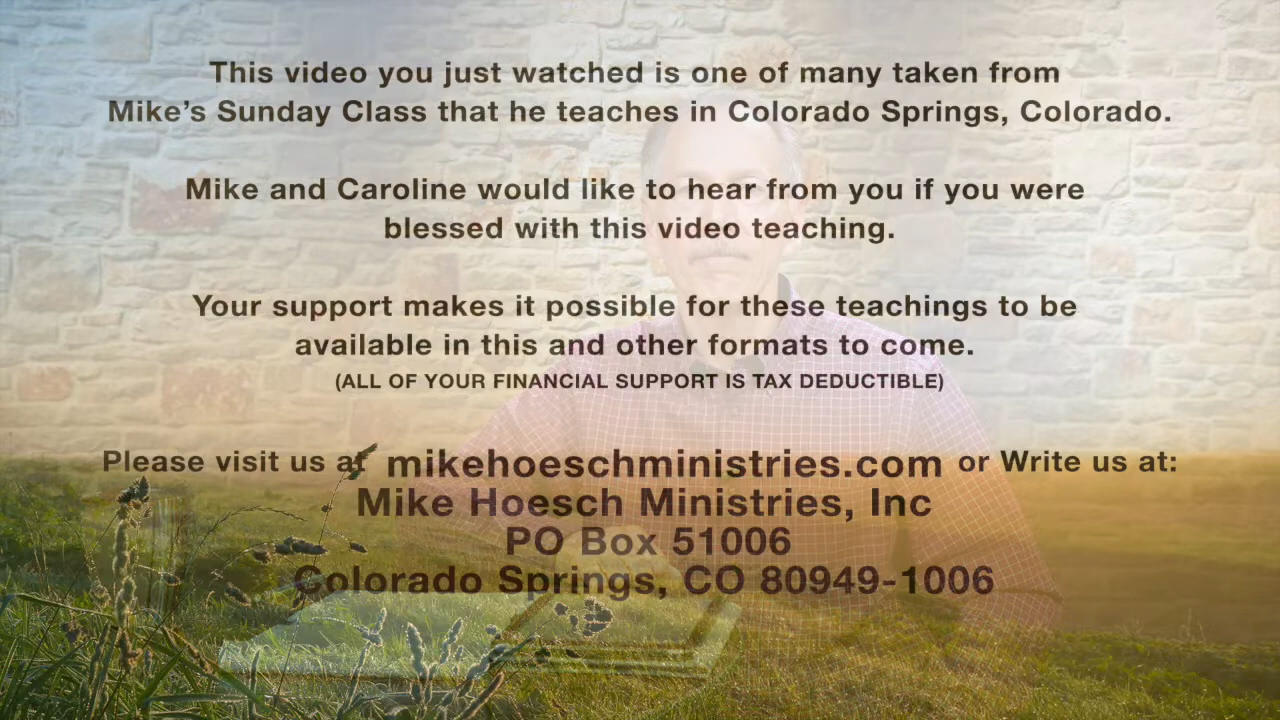 This video you just watched is one of many taken from
Mike's Sunday Class that he teaches in Colorado Springs, Colorado.
Mike and Caroline would like to hear from you if you were
blessed with this video teaching.
Your support makes it possible for these teachings to be
available in this and other formats to come.
(ALL OF YOUR FINANCIAL SUPPORT IS TAX DEDUCTIBLE)
Please visit us at mikehoeschministries.com or Write us at:
Mike Hoesch Ministries, Inc
PO Box 51006
Colorado Springs, CO 80949-1006